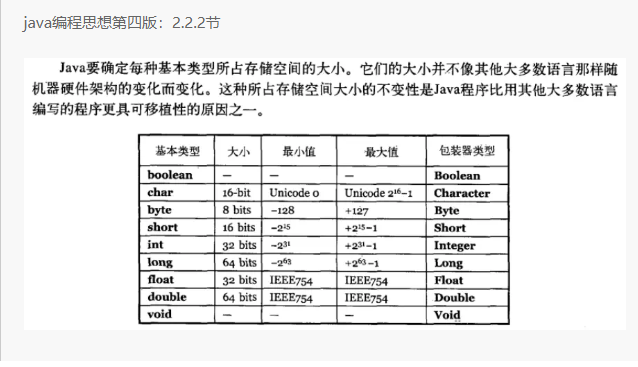 java编程思想第四版：2.2.2节
Java要确定每种基本类型所占存储空间的大小。它们的大小并不像其他大多数语言那样随
机器硬件架构的变化而变化。这种所占存储空间大小的不变性是Java程序比用其他大多数语言
编写的程序更具可移植性的原因之一。
基本类型 大小 最小值 最大值 包装器类型
boolean — — — Boolean
char 16-bit Unicode 0 Unicode 2¹⁶-1 Character
byte 8 bits -128 +127 Byte
short 16 bits -2¹⁵ +2¹⁵-1 Short
int 32 bits -2³¹ +2³¹-1 Integer
long 64 bits -2⁶³ +2⁶³-1 Long
float 32 bits IEEE754 IEEE754 Float
double 64 bits IEEE754 IEEE754 Double
void — — — Void